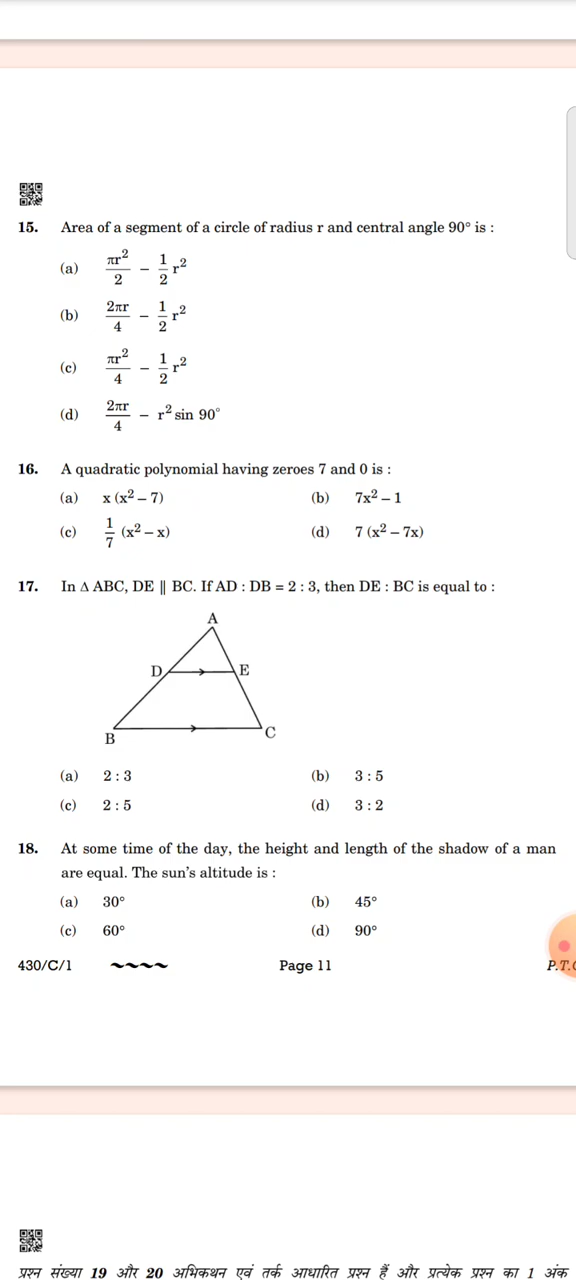 15. Area of a segment of a circle of radius r and central angle 90° is :
(a) πr²/2 – 1/2 r²
(b) 2πr/4 – 1/2 r²
(c) πr²/4 – 1/2 r²
(d) 2πr/4 – r² sin 90°
16. A quadratic polynomial having zeroes 7 and 0 is :
(a) x (x² – 7) (b) 7x² – 1
(c) 1/7 (x² – x) (d) 7 (x² – 7x)
17. In Δ ABC, DE || BC. If AD : DB = 2 : 3, then DE : BC is equal to :
A
D E
B C
(a) 2 : 3 (b) 3 : 5
(c) 2 : 5 (d) 3 : 2
18. At some time of the day, the height and length of the shadow of a man
are equal. The sun's altitude is :
(a) 30° (b) 45°
(c) 60° (d) 90°
430/C/1 ~~~~ Page 11 P.T.
प्रश्न संख्या 19 और 20 अभिकथन एवं तर्क आधारित प्रश्न हैं और प्रत्येक प्रश्न का 1 अंक